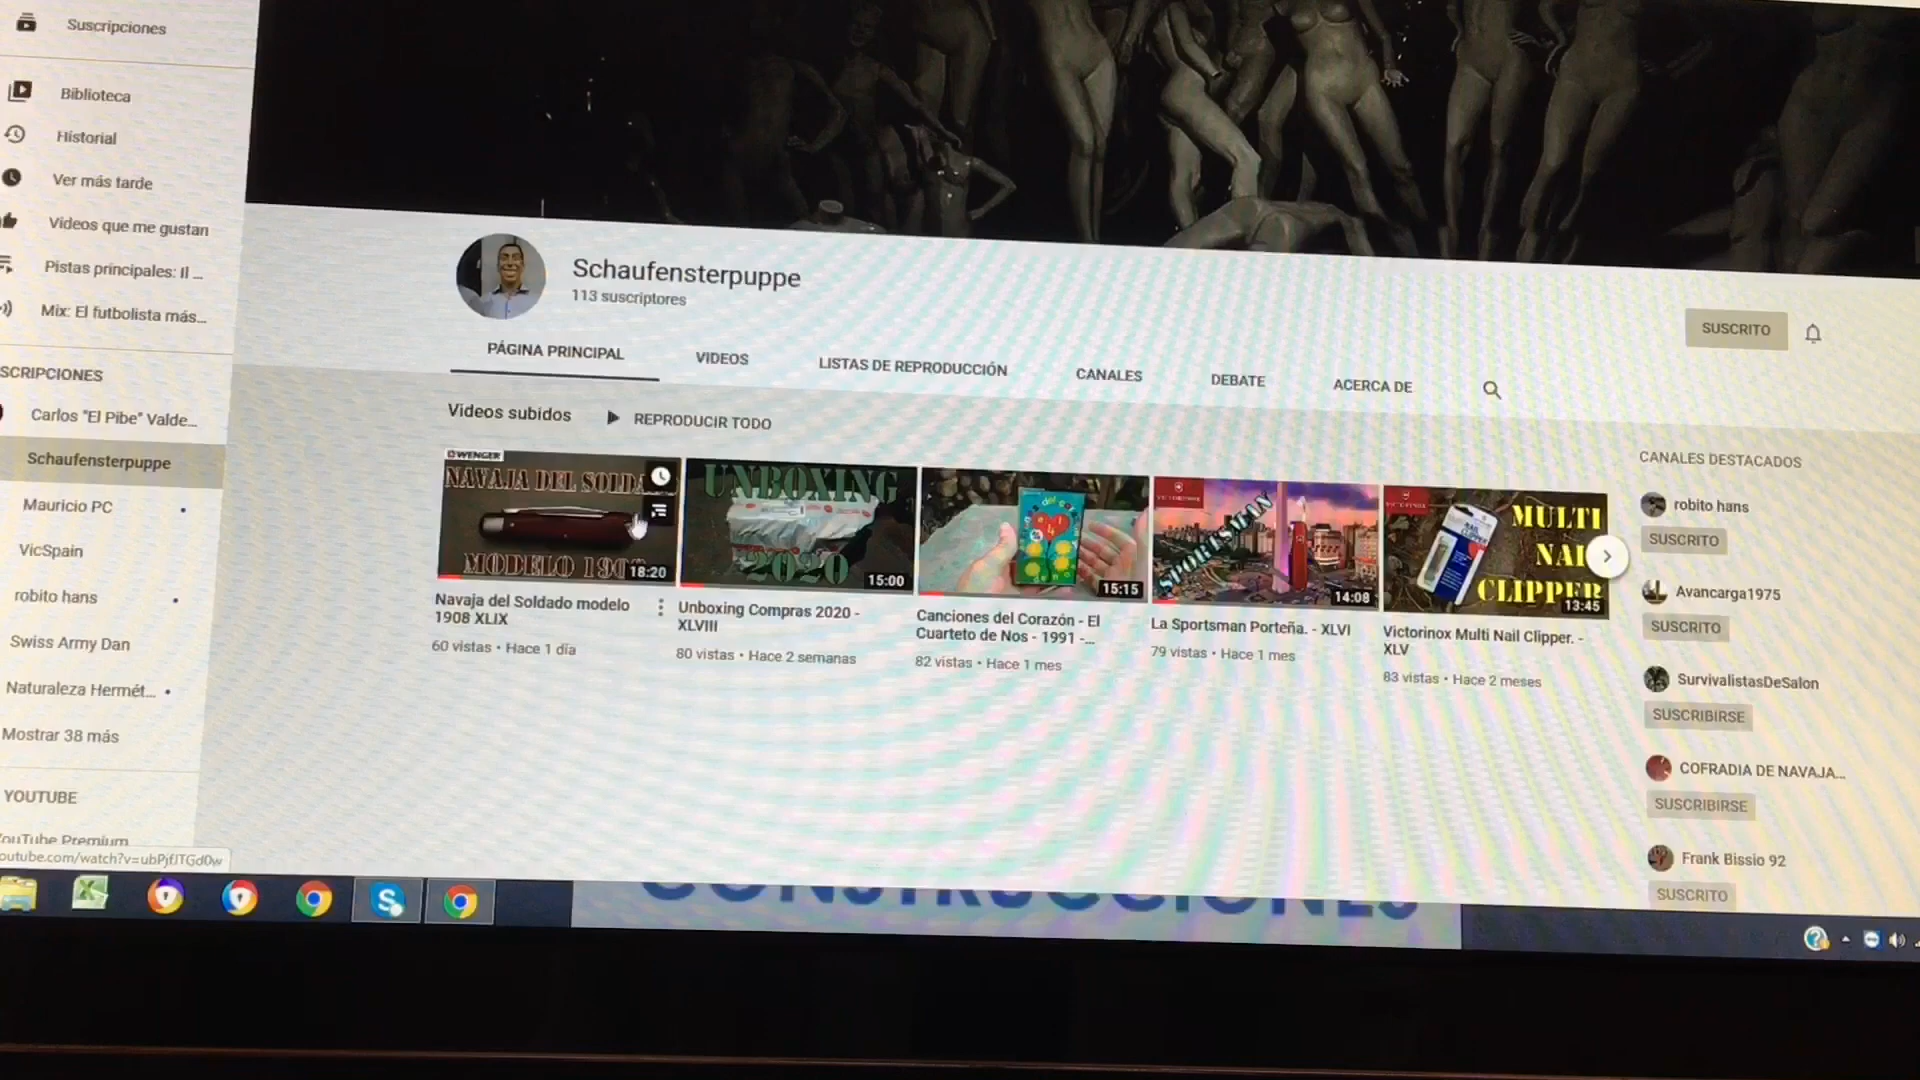 Suscripciones
Biblioteca
Historial
Ver más tarde
Videos que me gustan
Pistas principales: Il ...
Mix: El futbolista más...
SCRIPCIONES
Carlos "El Pibe" Valde...
Schaufensterpuppe
Mauricio PC
VicSpain
robito hans
Swiss Army Dan
Naturaleza Hermét...
Mostrar 38 más
YOUTUBE
YouTube Premium
outube.com/watch?v=ubPjfJTGd0w
Schaufensterpuppe
113 suscriptores
SUSCRITO
PÁGINA PRINCIPAL
VIDEOS
LISTAS DE REPRODUCCIÓN
CANALES
DEBATE
ACERCA DE
Videos subidos
REPRODUCIR TODO
WENGER
NAVAJA DEL SOLDA
MODELO 190
18:20
Navaja del Soldado modelo
1908 XLIX
60 vistas • Hace 1 día
UNBOXING
2020
15:00
Unboxing Compras 2020 -
XLVIII
80 vistas • Hace 2 semanas
15:15
Canciones del Corazón - El
Cuarteto de Nos - 1991 -...
82 vistas • Hace 1 mes
VICTORINOX
SPORTSMAN
14:08
La Sportsman Porteña. - XLVI
79 vistas • Hace 1 mes
VICTORINOX
NAIL
CLIPPER
MULTI
NAI
CLIPPER
13:45
Victorinox Multi Nail Clipper. -
XLV
83 vistas • Hace 2 meses
CANALES DESTACADOS
robito hans
SUSCRITO
Avancarga1975
SUSCRITO
SurvivalistasDeSalon
SUSCRIBIRSE
COFRADIA DE NAVAJA...
SUSCRIBIRSE
Frank Bissio 92
SUSCRITO
CONSTRUCCIONES